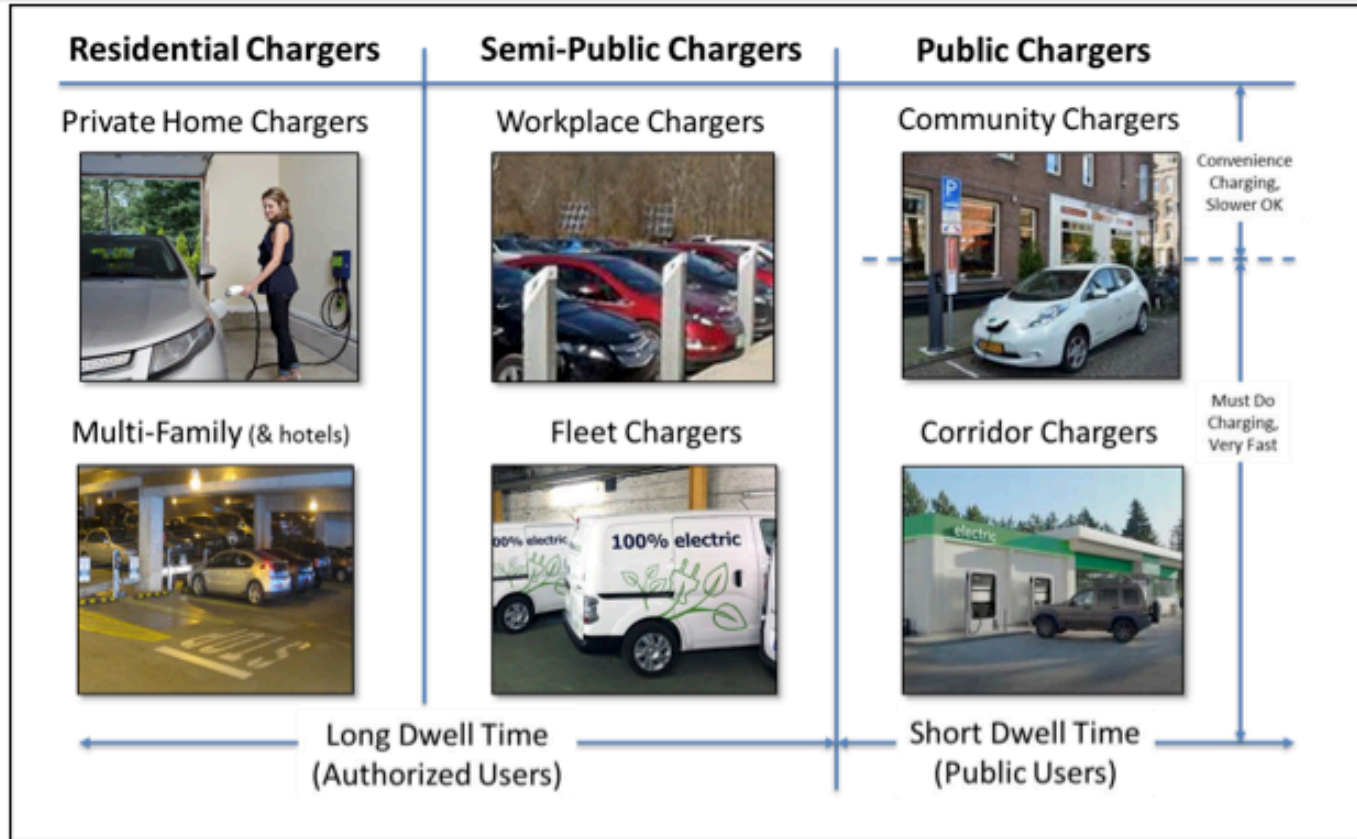 Residential Chargers
Semi-Public Chargers
Public Chargers
Private Home Chargers
Workplace Chargers
Community Chargers
Convenience
Charging,
Slower OK
P
Multi-Family (& hotels)
Fleet Chargers
Corridor Chargers
Must Do
Charging,
Very Fast
STOP
00% electric
100% electric
electric
Long Dwell Time
(Authorized Users)
Short Dwell Time
(Public Users)